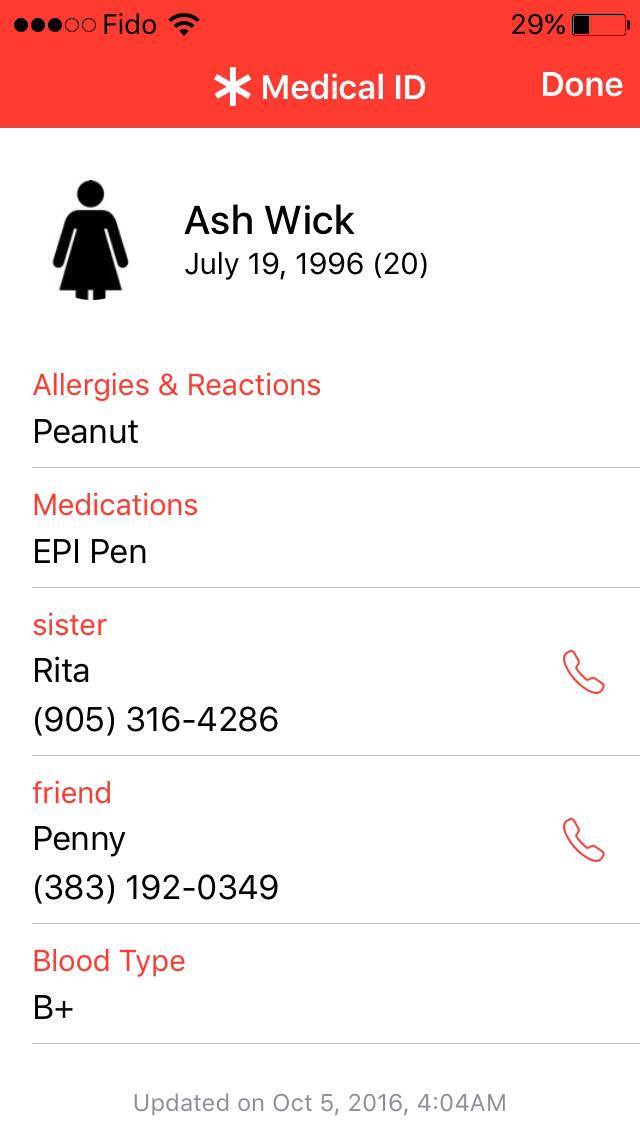 Fido 29%
Medical ID Done
Ash Wick
July 19, 1996 (20)
Allergies & Reactions
Peanut
Medications
EPI Pen
sister
Rita
(905) 316-4286
friend
Penny
(383) 192-0349
Blood Type
B+
Updated on Oct 5, 2016, 4:04AM